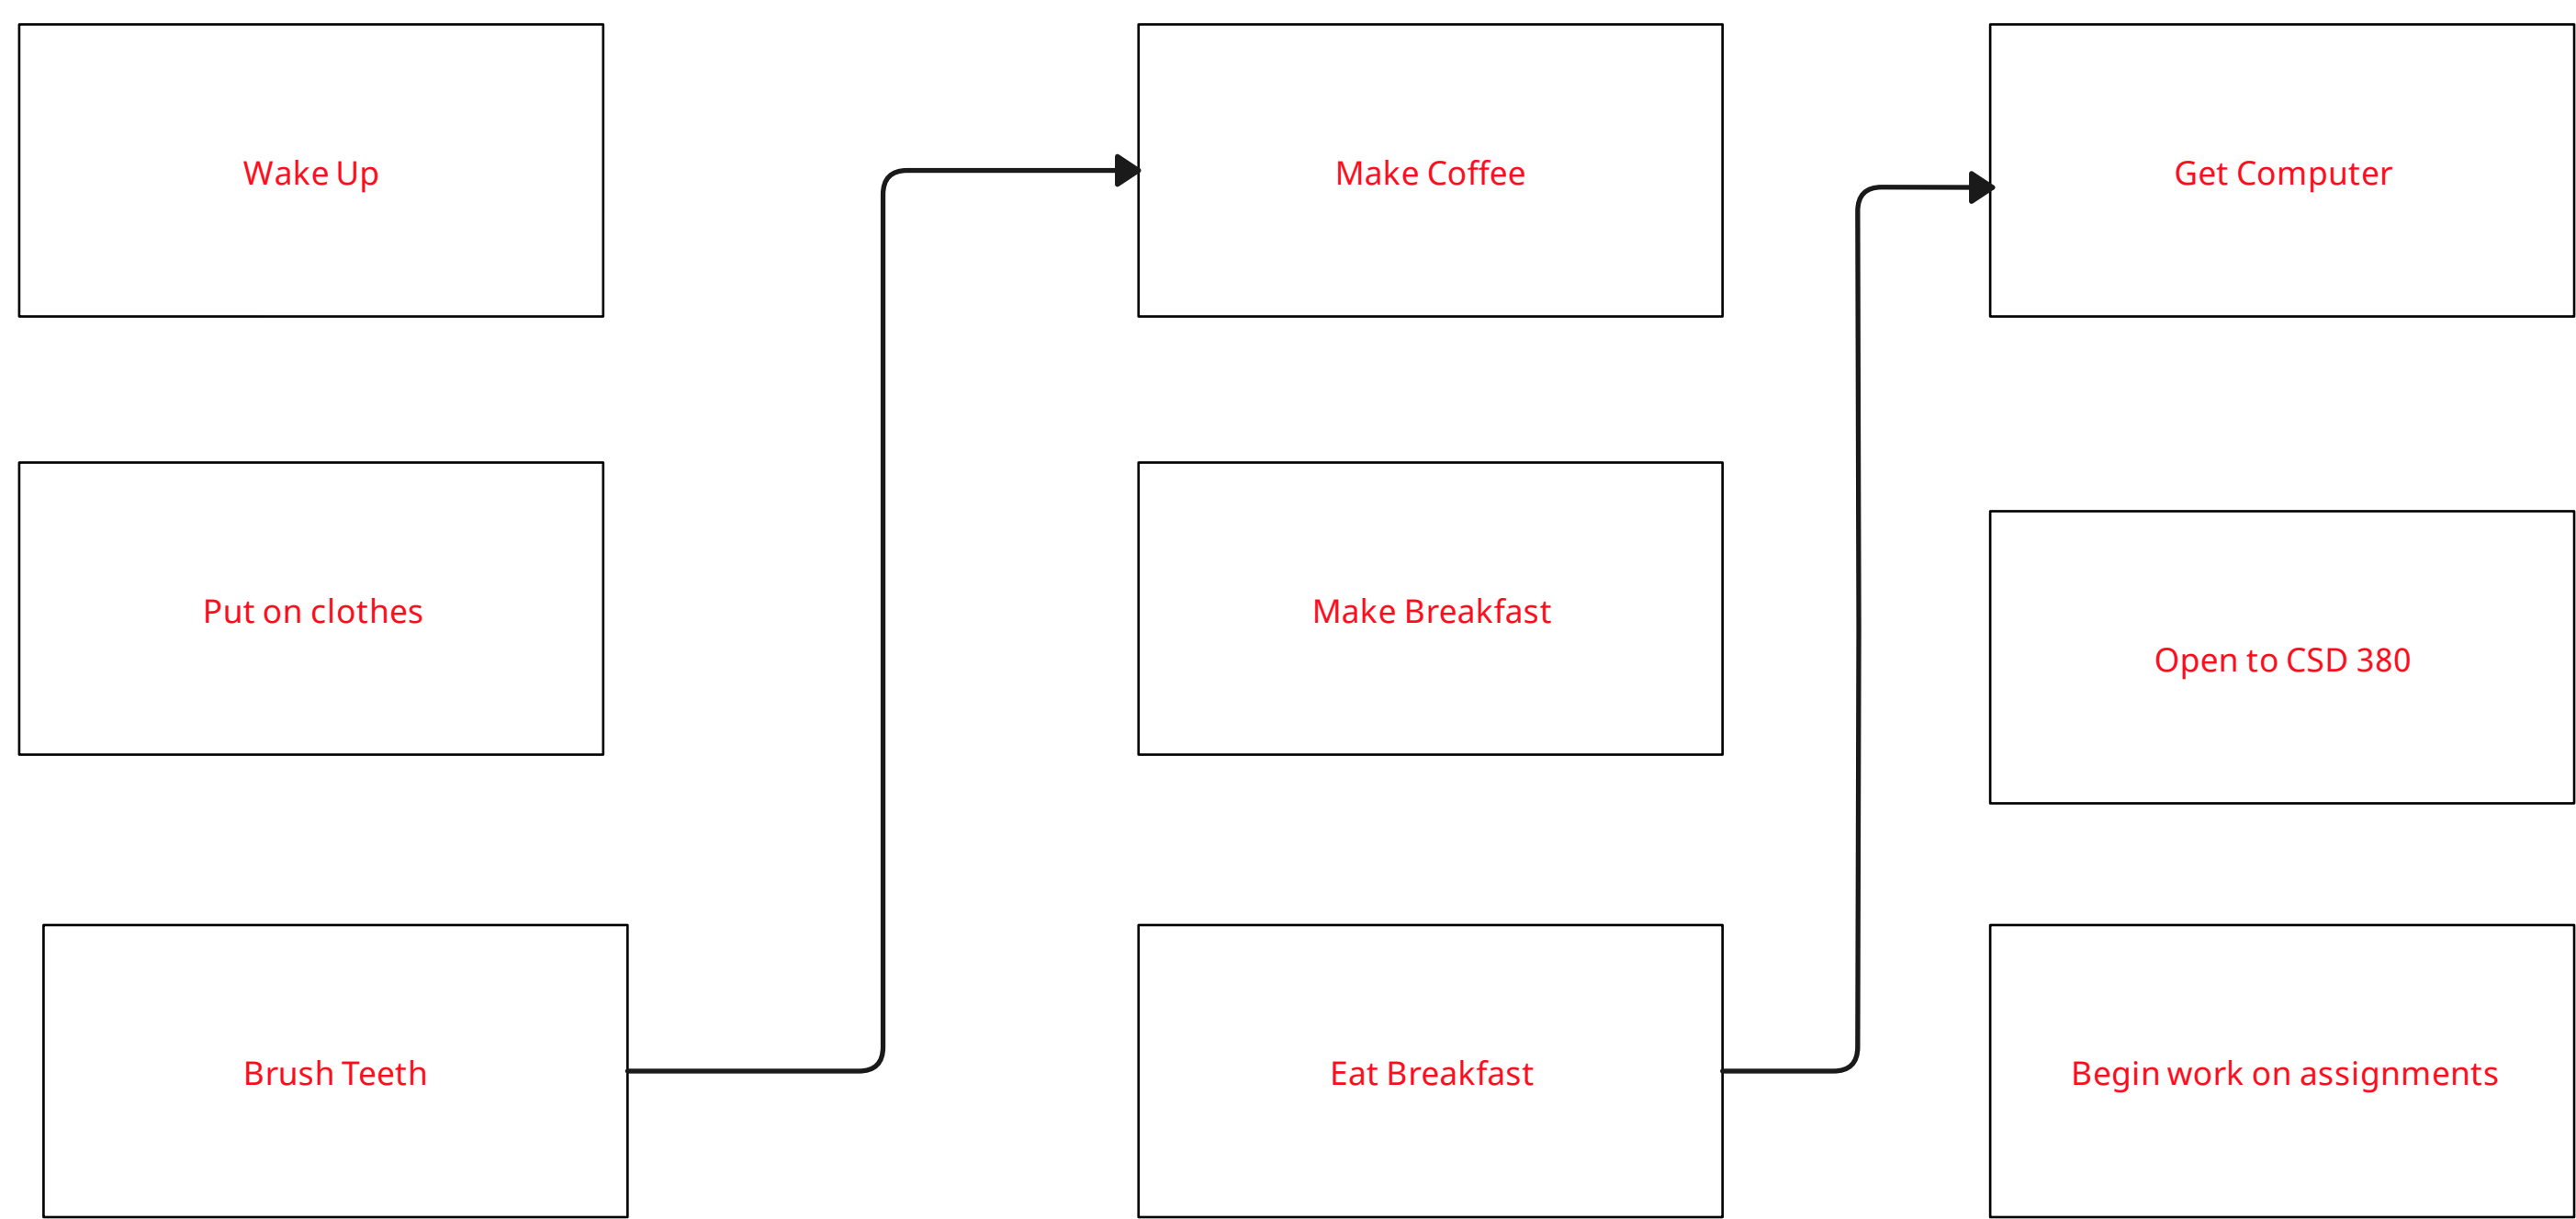 Wake Up
Put on clothes
Brush Teeth
Make Coffee
Make Breakfast
Eat Breakfast
Get Computer
Open to CSD 380
Begin work on assignments